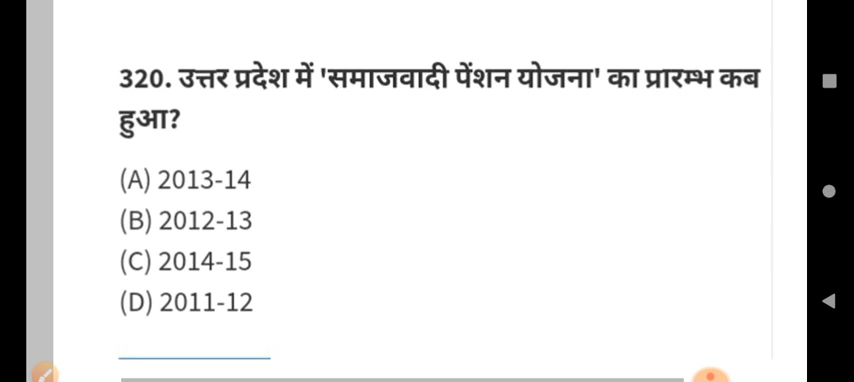 320. उत्तर प्रदेश में 'समाजवादी पेंशन योजना' का प्रारम्भ कब
हुआ?
(A) 2013-14
(B) 2012-13
(C) 2014-15
(D) 2011-12